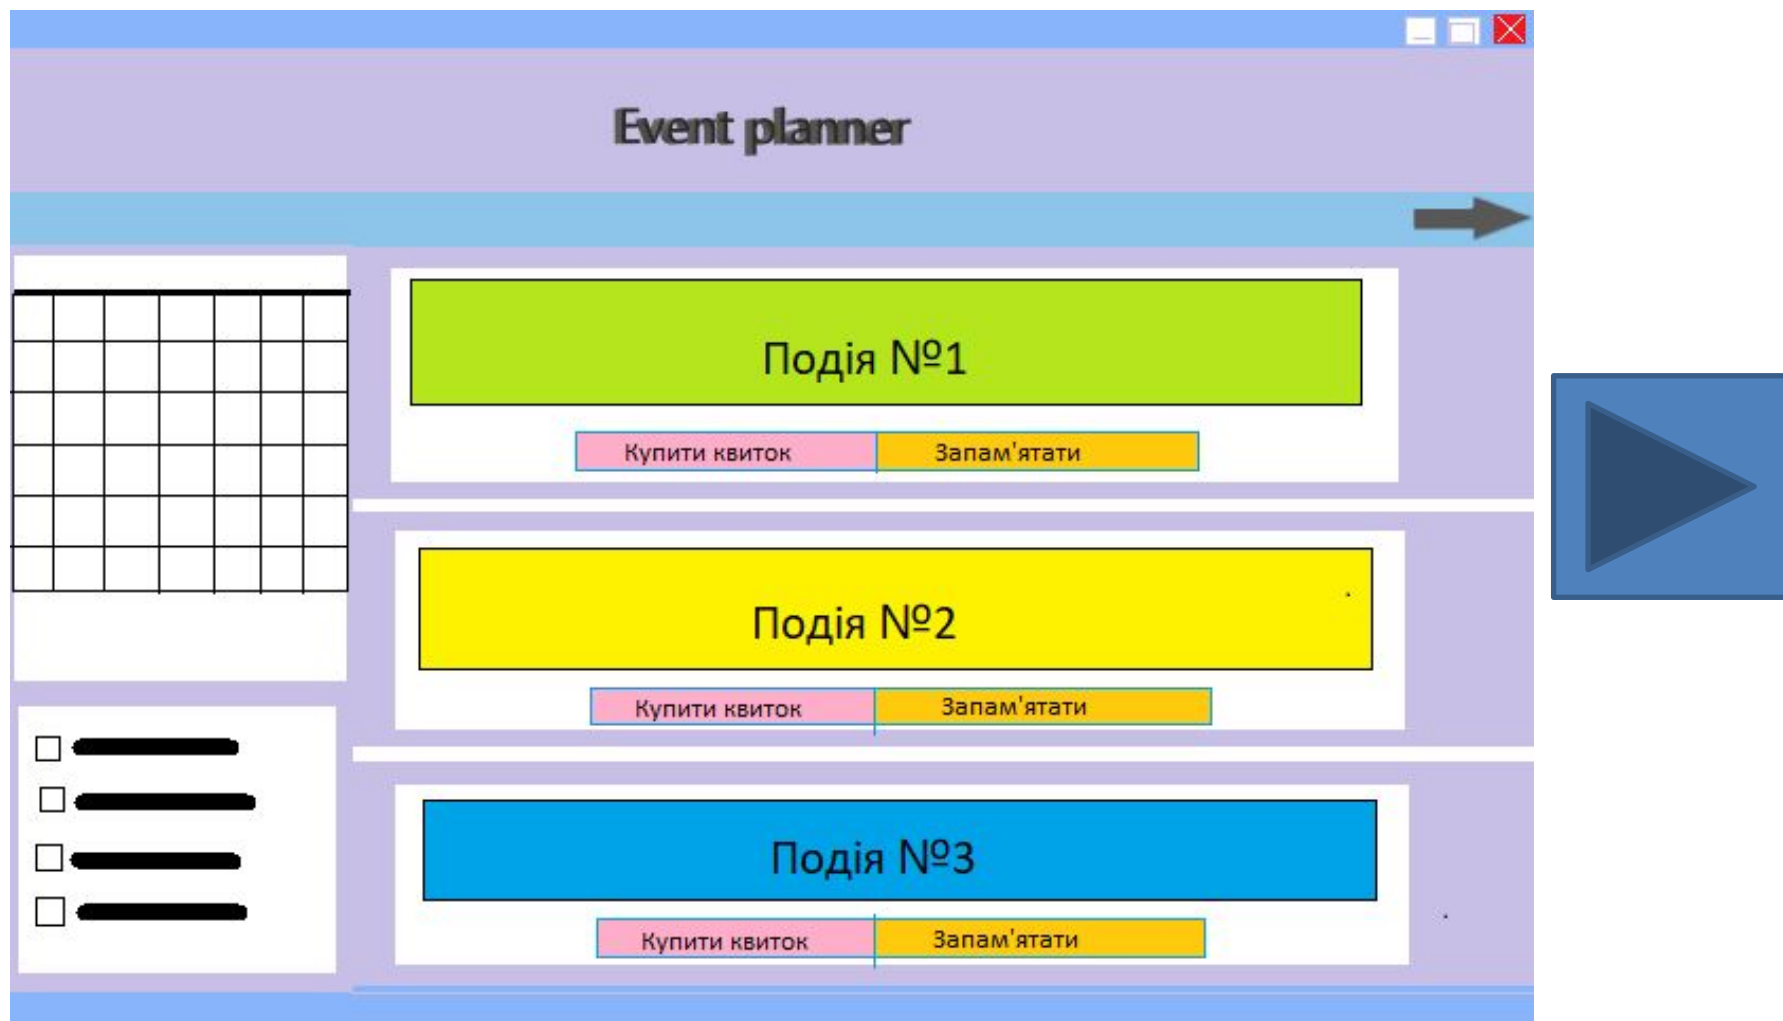 Event planner
Подія №1
Купити квиток Запам'ятати
Подія №2
Купити квиток Запам'ятати
Подія №3
Купити квиток Запам'ятати